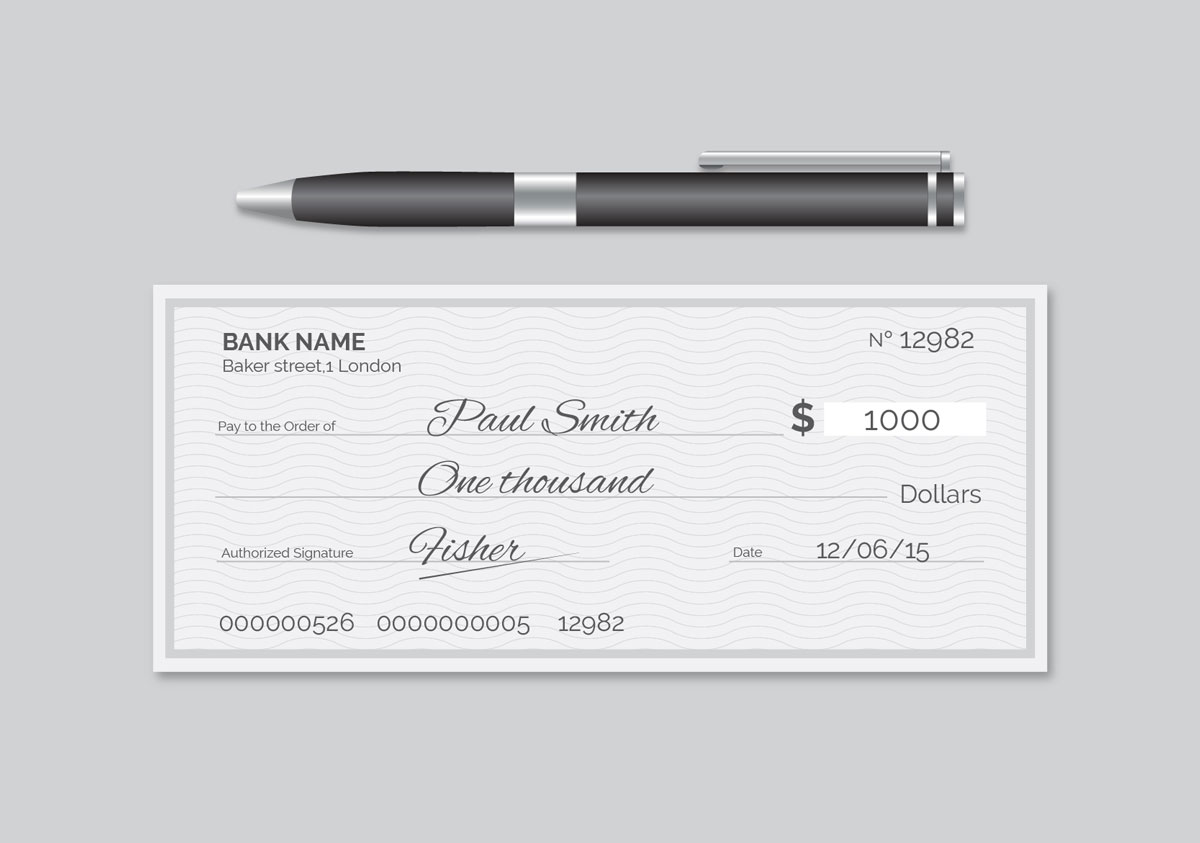 BANK NAME
Baker street,1 London
Nº 12982
Pay to the Order of Paul Smith $ 1000
One thousand Dollars
Authorized Signature Fisher Date 12/06/15
000000526 0000000005 12982